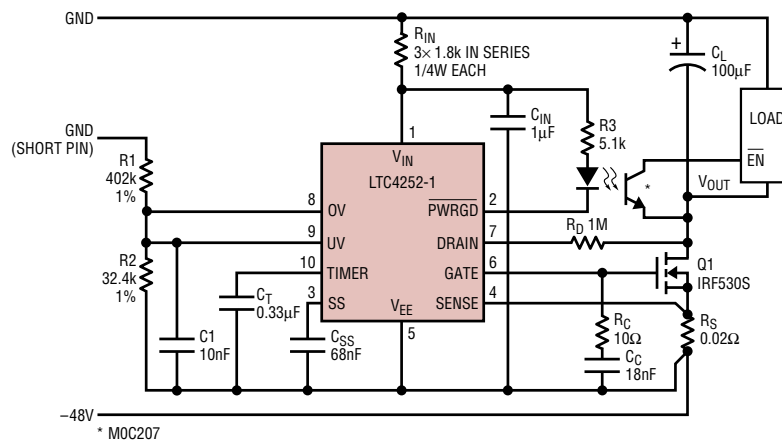 GND
R_IN
3× 1.8k IN SERIES
1/4W EACH
+
C_L
100µF
LOAD
EN
GND
(SHORT PIN)
R1
402k
1%
1
V_IN
LTC4252-1
C_IN
1µF
R3
5.1k
*
V_OUT
8
OV
PWRGD
2
9
UV
DRAIN
7
R_D 1M
10
TIMER
GATE
6
Q1
IRF530S
3
SS
V_EE
SENSE
4
5
R2
32.4k
1%
C1
10nF
C_T
0.33µF
C_SS
68nF
R_C
10Ω
C_C
18nF
R_S
0.02Ω
−48V
* M0C207